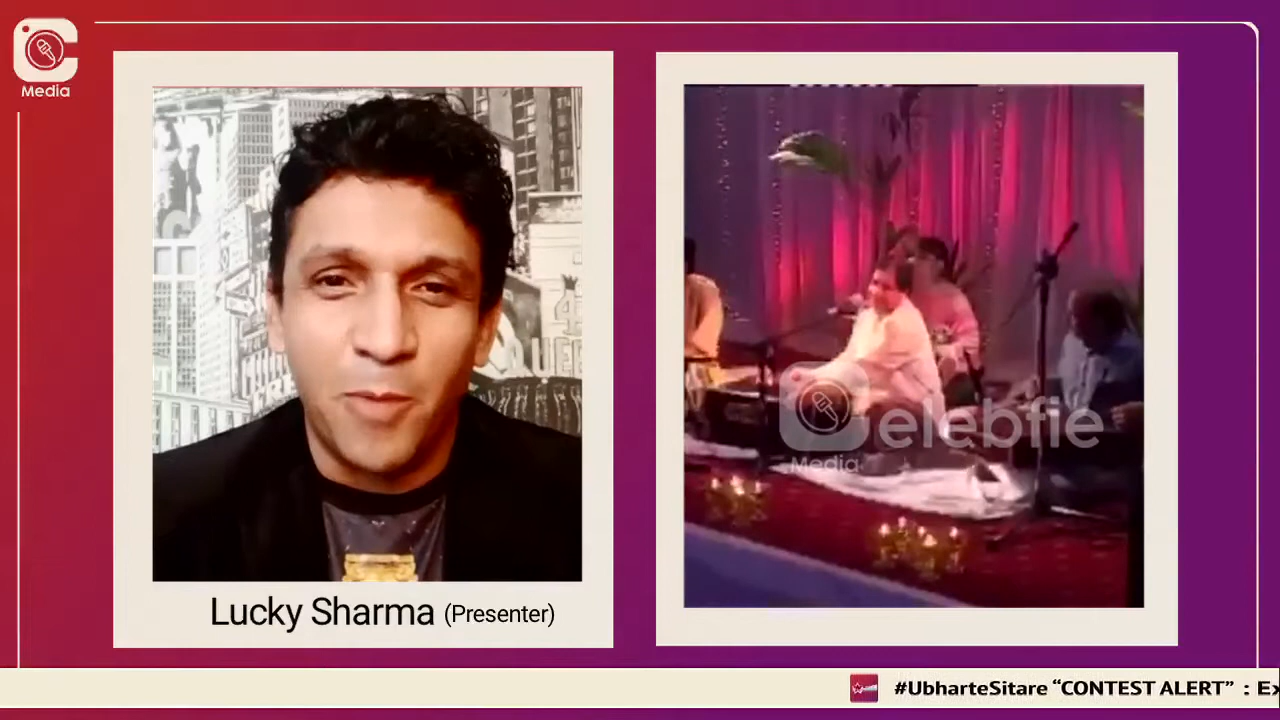 Media
Lucky Sharma (Presenter)
elebfie
Media
#UbharteSitare “CONTEST ALERT” : Ex